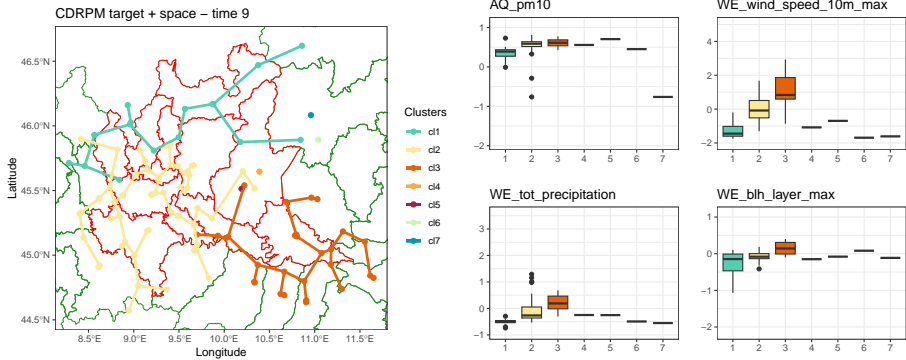 CDRPM target + space − time 9
46.5°N
46.0°N
45.5°N
45.0°N
44.5°N
Latitude
8.5°E
9.0°E
9.5°E
10.0°E
10.5°E
11.0°E
11.5°E
Longitude
Clusters
cl1
cl2
cl3
cl4
cl5
cl6
cl7
AQ_pm10
1
0
−1
−2
1 2 3 4 5 6 7
WE_wind_speed_10m_max
4
2
0
−2
1 2 3 4 5 6 7
WE_tot_precipitation
3
2
1
0
−1
1 2 3 4 5 6 7
WE_blh_layer_max
1
0
−1
−2
1 2 3 4 5 6 7